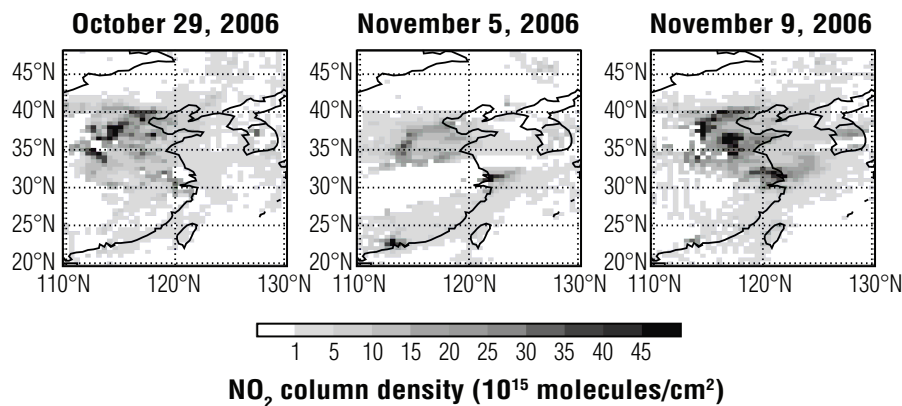 October 29, 2006
November 5, 2006
November 9, 2006
45°N
40°N
35°N
30°N
25°N
20°N
110°N
120°N
130°N
45°N
40°N
35°N
30°N
25°N
20°N
110°N
120°N
130°N
45°N
40°N
35°N
30°N
25°N
20°N
110°N
120°N
130°N
1 5 10 15 20 25 30 35 40 45
NO₂ column density (10¹⁵ molecules/cm²)